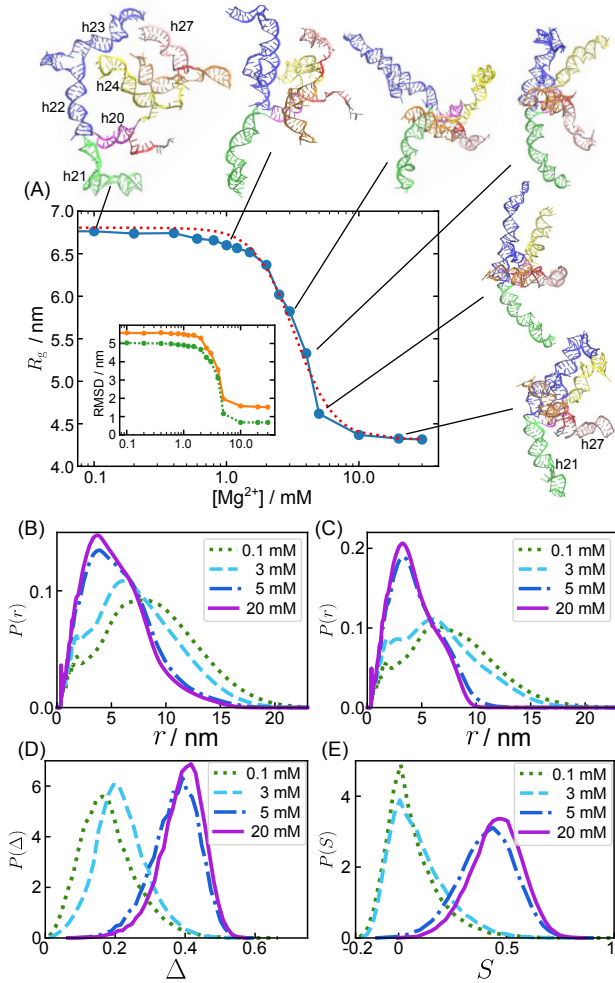 h23
h27
h24
h22
h20
h21
(A)
7.0
6.5
6.0
5.5
5.0
4.5
4.0
R_g / nm
5
4
3
2
1
0
RMSD / nm
0.1
1.0
10.0
0.1
1.0
10.0
[Mg²⁺] / mM
h27
h21
(B)
0.1 mM
3 mM
5 mM
20 mM
0.1
0.0
P(r)
0
5
10
15
20
r / nm
(C)
0.1 mM
3 mM
5 mM
20 mM
0.2
0.1
0.0
P(r)
0
5
10
15
20
r / nm
(D)
0.1 mM
3 mM
5 mM
20 mM
6
4
2
0
P(Δ)
0
0.2
0.4
0.6
Δ
(E)
0.1 mM
3 mM
5 mM
20 mM
4
2
0
P(S)
-0.2
0
0.5
1
S